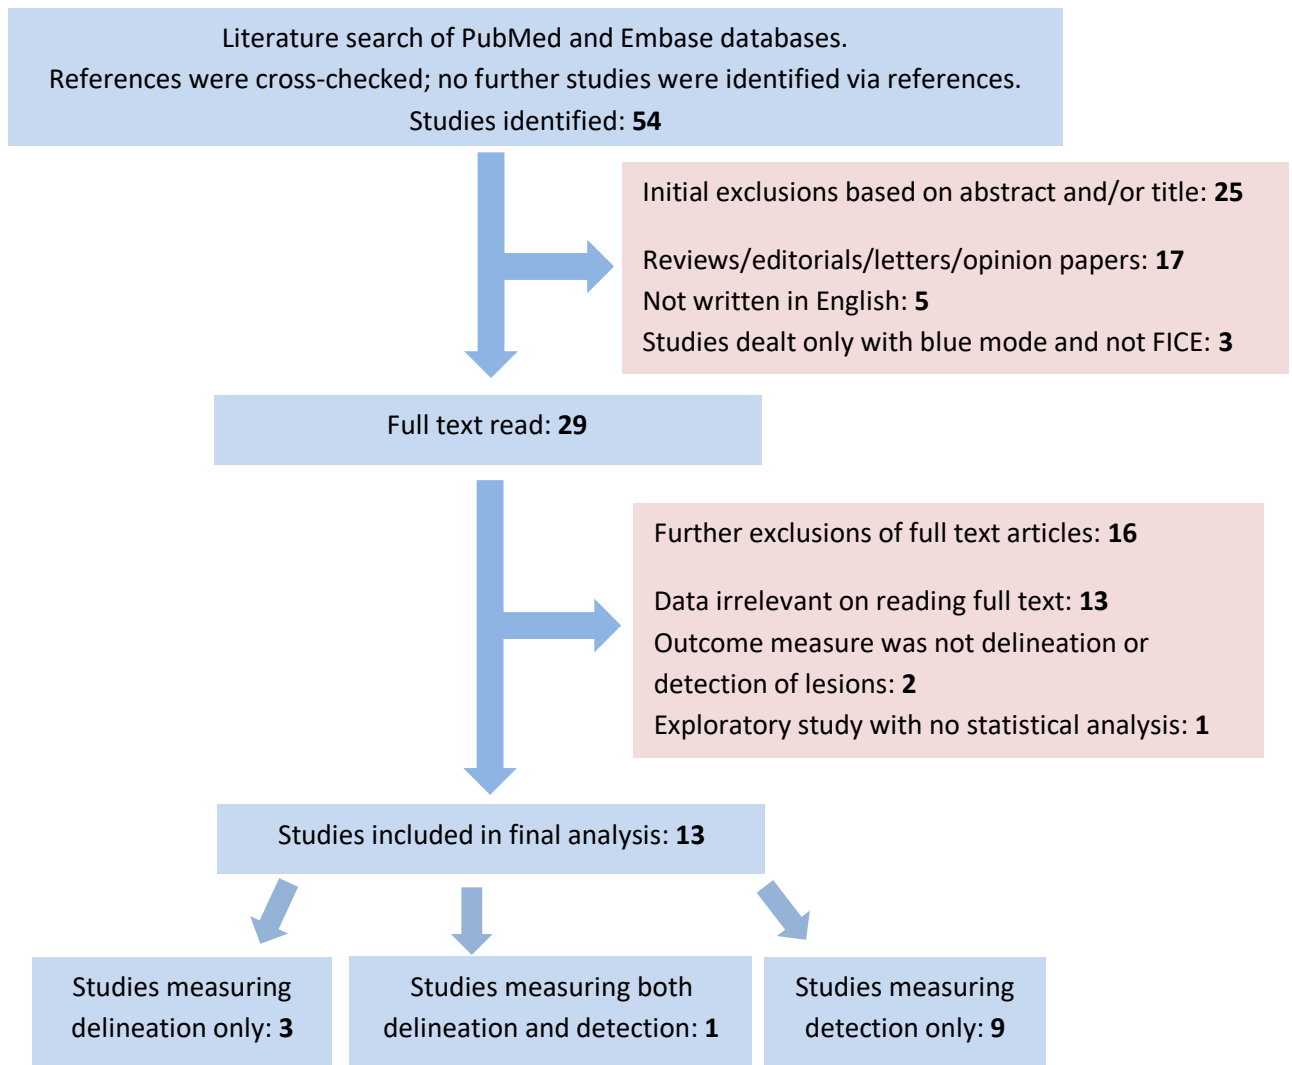 Literature search of PubMed and Embase databases.
References were cross-checked; no further studies were identified via references.
Studies identified: 54
Initial exclusions based on abstract and/or title: 25
Reviews/editorials/letters/opinion papers: 17
Not written in English: 5
Studies dealt only with blue mode and not FICE: 3
Full text read: 29
Further exclusions of full text articles: 16
Data irrelevant on reading full text: 13
Outcome measure was not delineation or
detection of lesions: 2
Exploratory study with no statistical analysis: 1
Studies included in final analysis: 13
Studies measuring
delineation only: 3
Studies measuring both
delineation and detection: 1
Studies measuring
detection only: 9